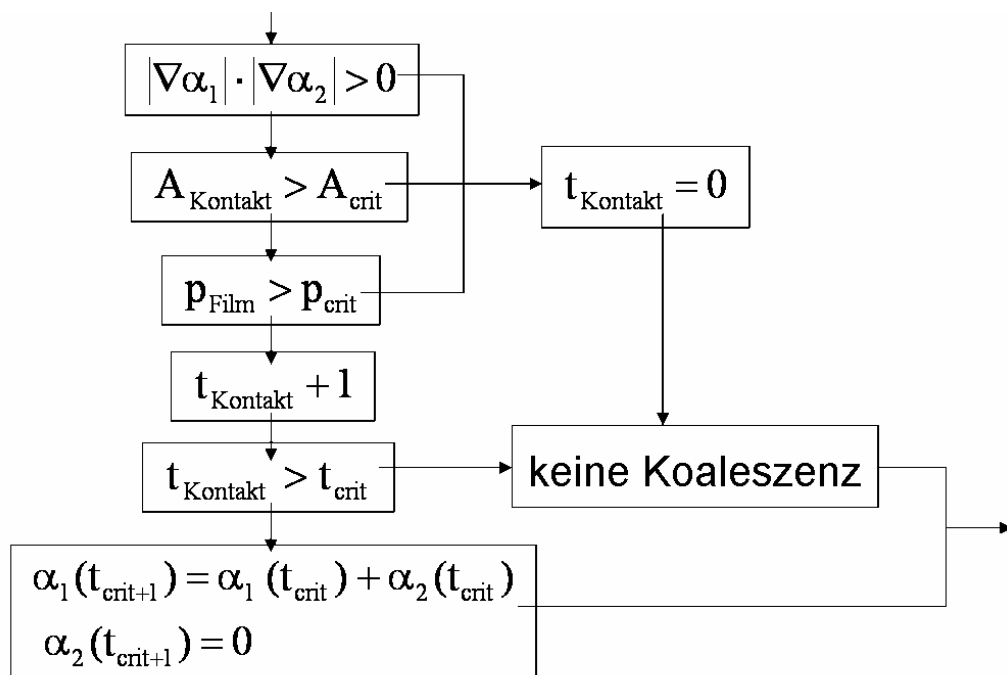 |∇α₁| · |∇α₂| > 0
A_Kontakt > A_crit
t_Kontakt = 0
p_Film > p_crit
t_Kontakt + 1
t_Kontakt > t_crit
keine Koaleszenz
α₁(t_crit+1) = α₁ (t_crit) + α₂(t_crit)
α₂(t_crit+1) = 0